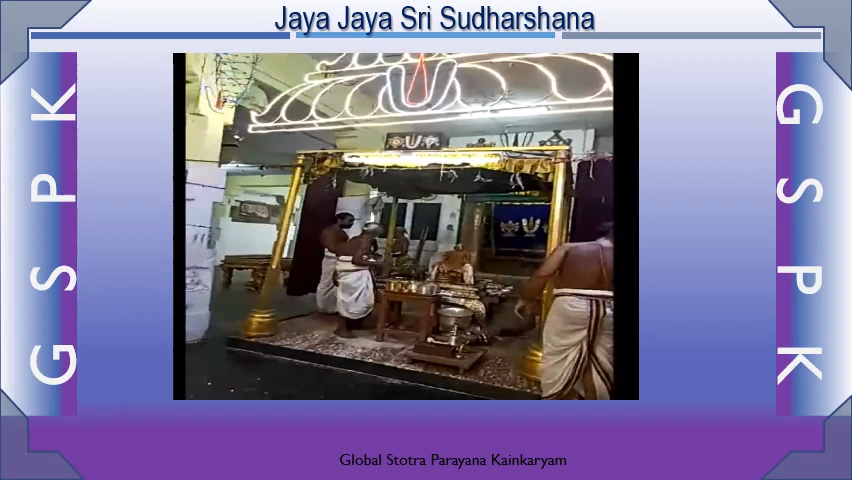 Jaya Jaya Sri Sudharshana
G S P K
G S P K
Global Stotra Parayana Kainkaryam